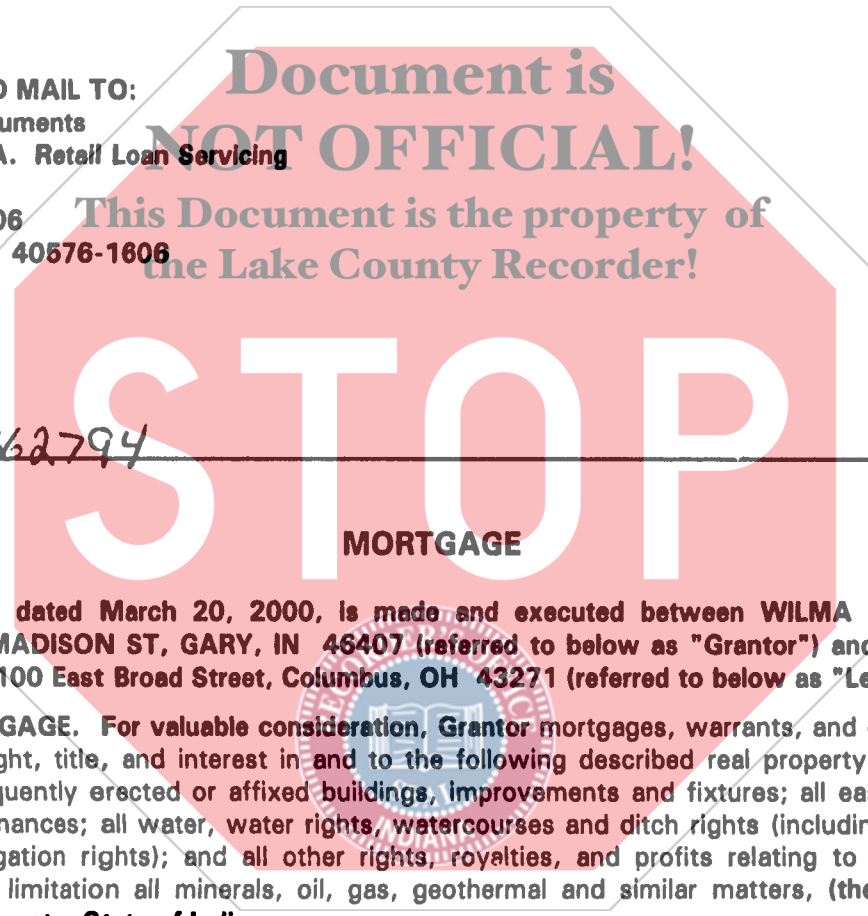 Document is
D MAIL TO:
uments
NOT OFFICIAL!
A. Retail Loan Servicing
06
This Document is the property of
40576-1606
the Lake County Recorder!
STOP
62794
MORTGAGE
dated March 20, 2000, is made and executed between WILMA
MADISON ST, GARY, IN 46407 (referred to below as "Grantor") and
100 East Broad Street, Columbus, OH 43271 (referred to below as "Le
GAGE. For valuable consideration, Grantor mortgages, warrants, and
ght, title, and interest in and to the following described real property
quently erected or affixed buildings, improvements and fixtures; all eas
nances; all water, water rights, watercourses and ditch rights (includin
gation rights); and all other rights, royalties, and profits relating to
limitation all minerals, oil, gas, geothermal and similar matters, (the
State of Indi
INDIANA